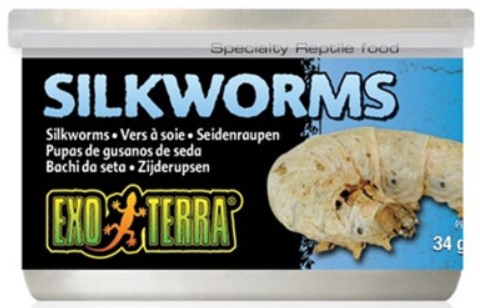 Specialty Reptile food
SILKWORMS
Silkworms • Vers à soie • Seidenraupen
Pupas de gusanos de seda
Bachi da seta • Zijderupsen
EXO TERRA®
34 g